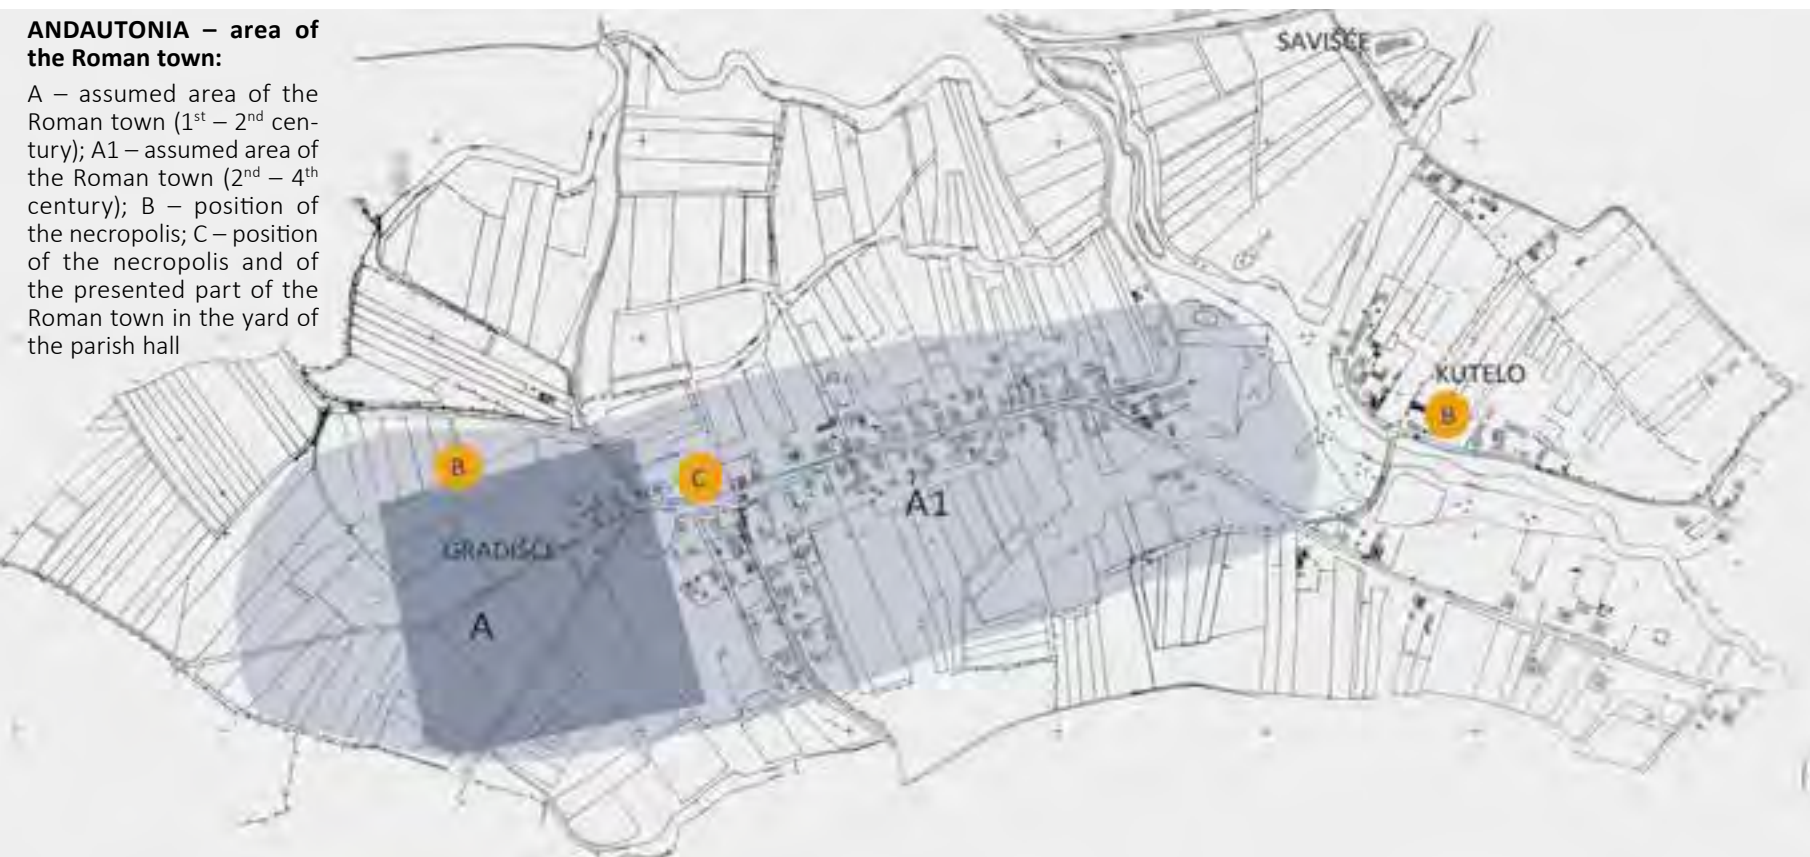 ANDAUTONIA – area of
the Roman town:
A – assumed area of the
Roman town (1st – 2nd cen-
tury); A1 – assumed area of
the Roman town (2nd – 4th
century); B – position of
the necropolis; C – position
of the necropolis and of
the presented part of the
Roman town in the yard of
the parish hall
SAVIŠĆE
KUTELO
B
B
C
A1
GRADIŠĆE
A